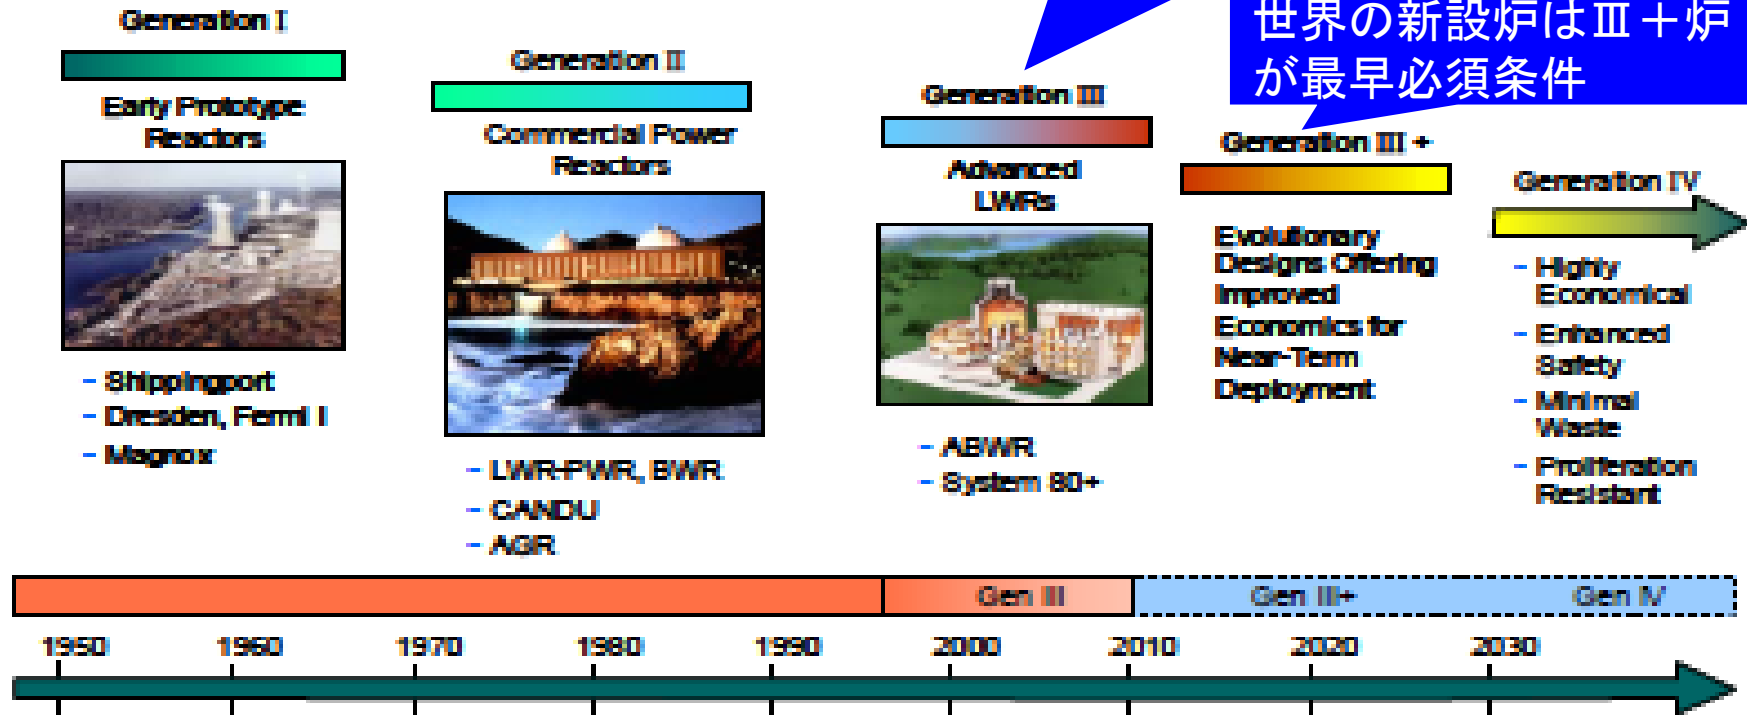 Generation I
Early Prototype
Reactors
- Shippingport
- Dresden, Fermi I
- Magnox
Generation II
Commercial Power
Reactors
- LWR-PWR, BWR
- CANDU
- AGR
Generation III
Advanced
LWRs
- ABWR
- System 80+
世界の新設炉はⅢ+炉
が最早必須条件
Generation III +
Evolutionary
Designs Offering
Improved
Economics for
Near-Term
Deployment
Generation IV
- Highly
Economical
- Enhanced
Safety
- Minimal
Waste
- Proliferation
Resistant
Gen III
Gen III+
Gen IV
1950
1960
1970
1980
1990
2000
2010
2020
2030